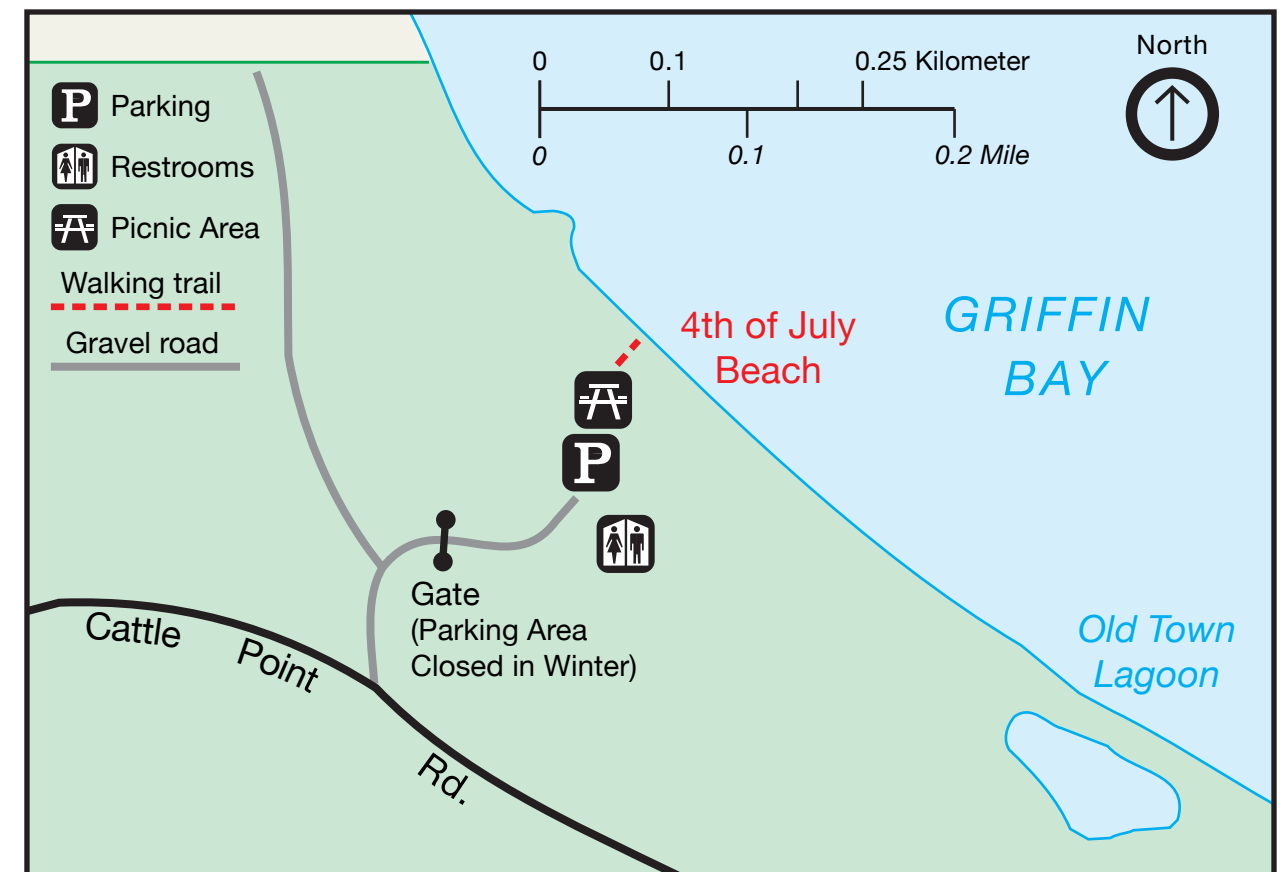 0 0.1 0.25 Kilometer
0 0.1 0.2 Mile
North
P Parking
Restrooms
Picnic Area
Walking trail
Gravel road
GRIFFIN
BAY
4th of July
Beach
P
Gate
(Parking Area
Closed in Winter)
Cattle Point Rd.
Old Town
Lagoon